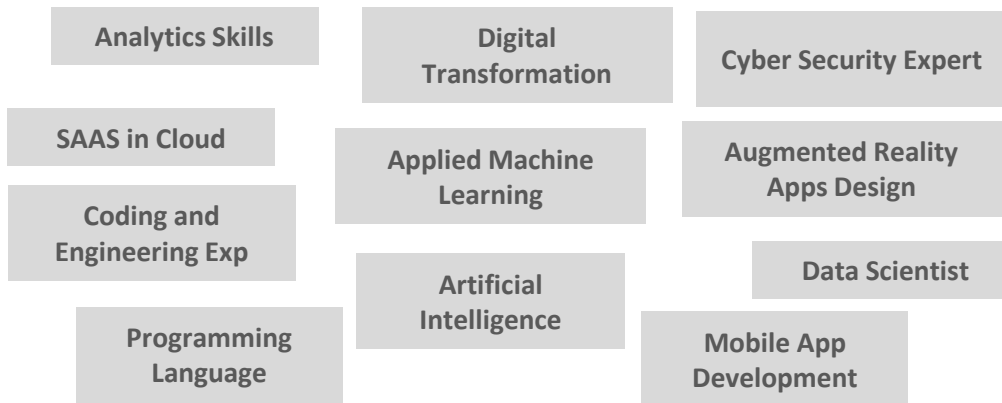 Analytics Skills
Digital
Transformation
Cyber Security Expert
SAAS in Cloud
Applied Machine
Learning
Augmented Reality
Apps Design
Coding and
Engineering Exp
Artificial
Intelligence
Data Scientist
Programming
Language
Mobile App
Development